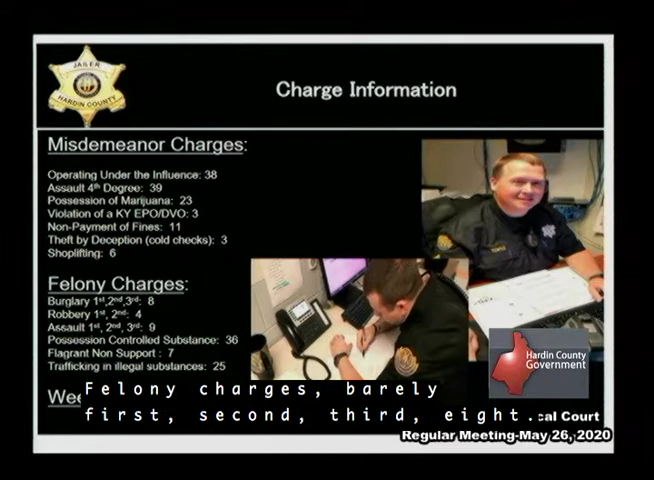 JAILER
HARDIN COUNTY
Charge Information
Misdemeanor Charges:
Operating Under the Influence: 38
Assault 4th Degree: 39
Possession of Marijuana: 23
Violation of a KY EPO/DVO: 3
Non-Payment of Fines: 11
Theft by Deception (cold checks): 3
Shoplifting: 6
Felony Charges:
Burglary 1st,2nd,3rd: 8
Robbery 1st, 2nd: 4
Assault 1st, 2nd, 3rd: 9
Possession Controlled Substance: 36
Flagrant Non Support : 7
Trafficking in illegal substances: 25
Hardin County
Government
Felony charges, barely
first, second, third, eight.
Regular Meeting-May 26, 2020